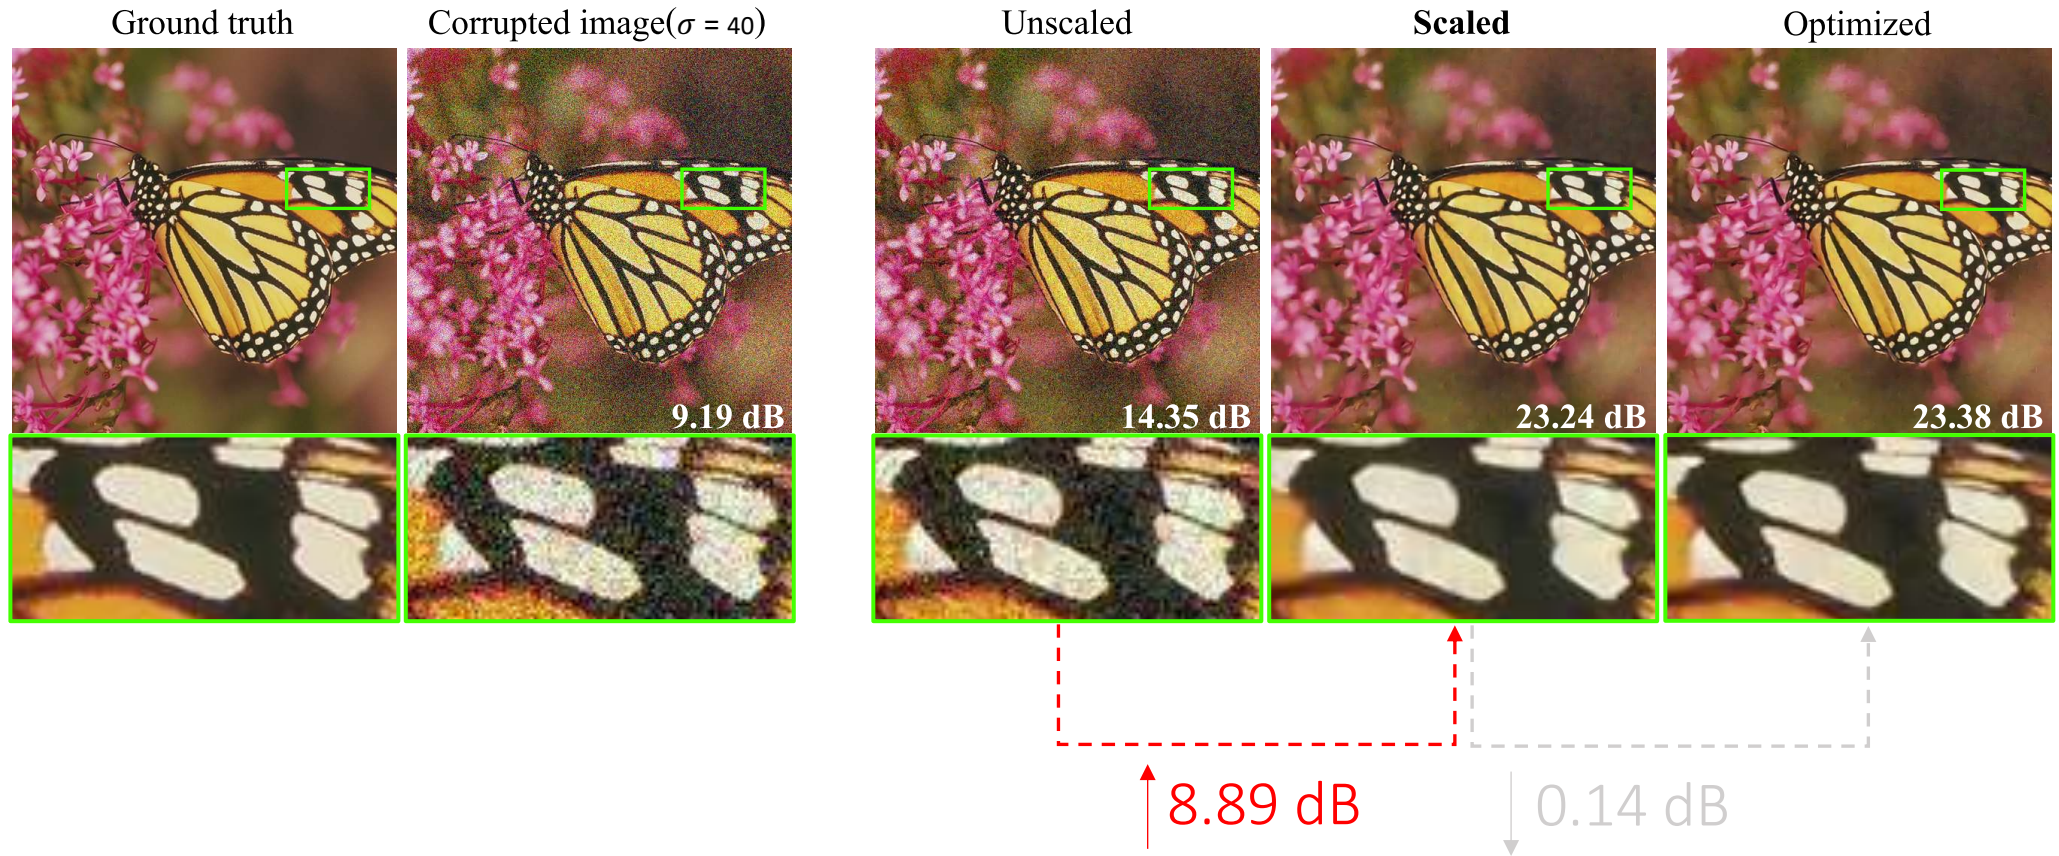 Ground truth
Corrupted image(σ = 40)
Unscaled
Scaled
Optimized
9.19 dB
14.35 dB
23.24 dB
23.38 dB
8.89 dB
0.14 dB